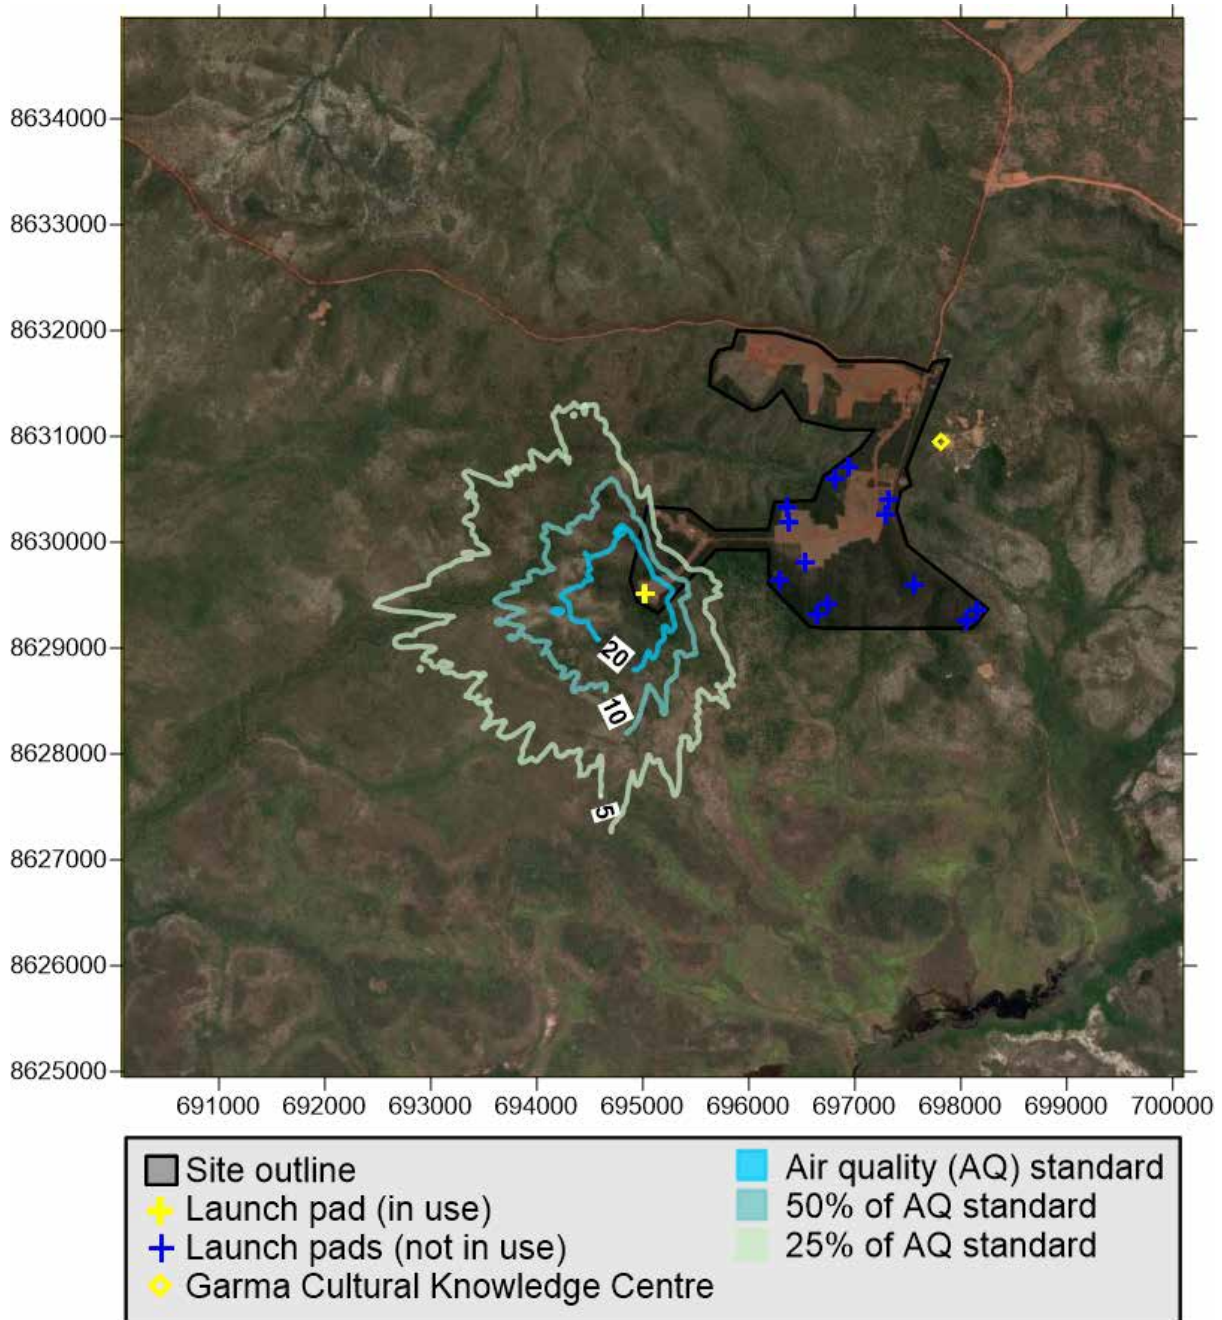 8634000
8633000
8632000
8631000
8630000
8629000
8628000
8627000
8626000
8625000
20
10
5
691000 692000 693000 694000 695000 696000 697000 698000 699000 700000
Site outline
Launch pad (in use)
Launch pads (not in use)
Garma Cultural Knowledge Centre
Air quality (AQ) standard
50% of AQ standard
25% of AQ standard